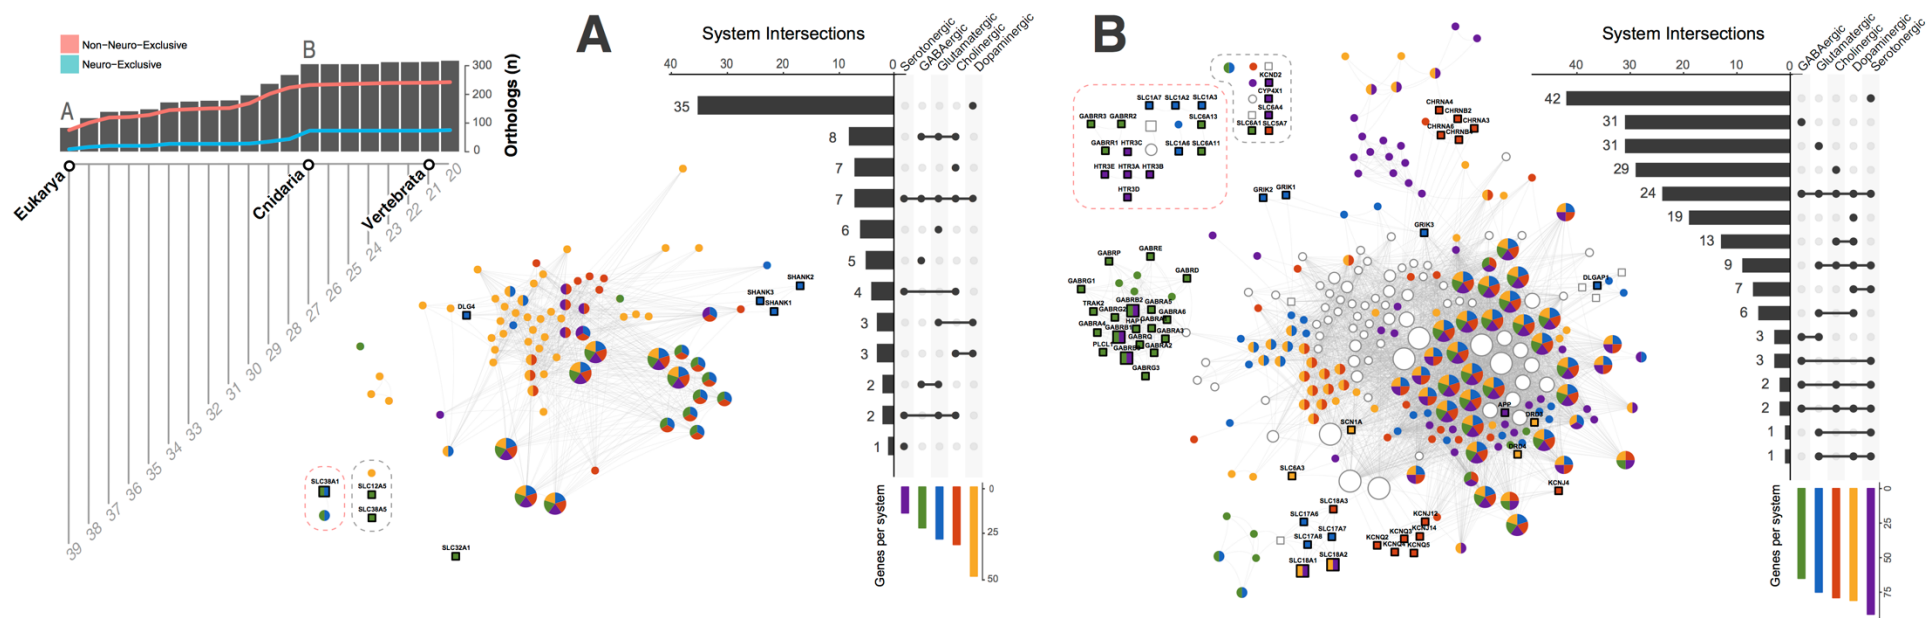 Non-Neuro-Exclusive
Neuro-Exclusive
A
B
300
200
100
0
Orthologs (n)
Eukarya
Cnidaria
Vertebrata
39
38
37
36
35
34
33
32
31
30
29
28
27
26
25
24
23
22
21
20
A
System Intersections
40
30
20
10
0
Serotonergic
GABAergic
Glutamatergic
Cholinergic
Dopaminergic
35
8
7
7
6
5
4
3
3
2
2
1
DLG4
SHANK2
SHANK3
SHANK1
SLC38A1
SLC12A5
SLC38A5
SLC32A1
Genes per system
0
25
50
B
System Intersections
40
30
20
10
0
GABAergic
Glutamatergic
Cholinergic
Dopaminergic
Serotonergic
42
31
31
29
24
19
13
9
7
6
3
3
2
2
1
1
KCND2
CYP4X1
SLC6A4
SLC6A1
SLC5A7
SLC1A7
SLC1A2
SLC1A3
GABRR3
GABRR2
SLC6A13
GABRR1
HTR3C
SLC1A6
SLC6A11
HTR3E
HTR3A
HTR3B
HTR3D
CHRNA4
CHRNB2
CHRNA3
CHRNA6
GRIK2
GRIK1
GRIK3
GABRP
GABRE
GABRD
GABRG1
TRAK2
GABRB2
GABRA5
GABRA6
GABRA4
GABRB1
GABRA3
GABRQ
GABRA2
GABRG3
DLGAP1
APP
SCN1A
DRD4
SLC6A3
KCNJ4
SLC18A3
SLC17A6
SLC17A7
SLC17A8
SLC18A1
SLC18A2
KCNJ12
KCNJ14
KCNQ3
KCNQ2
KCNQ5
Genes per system
0
25
50
75